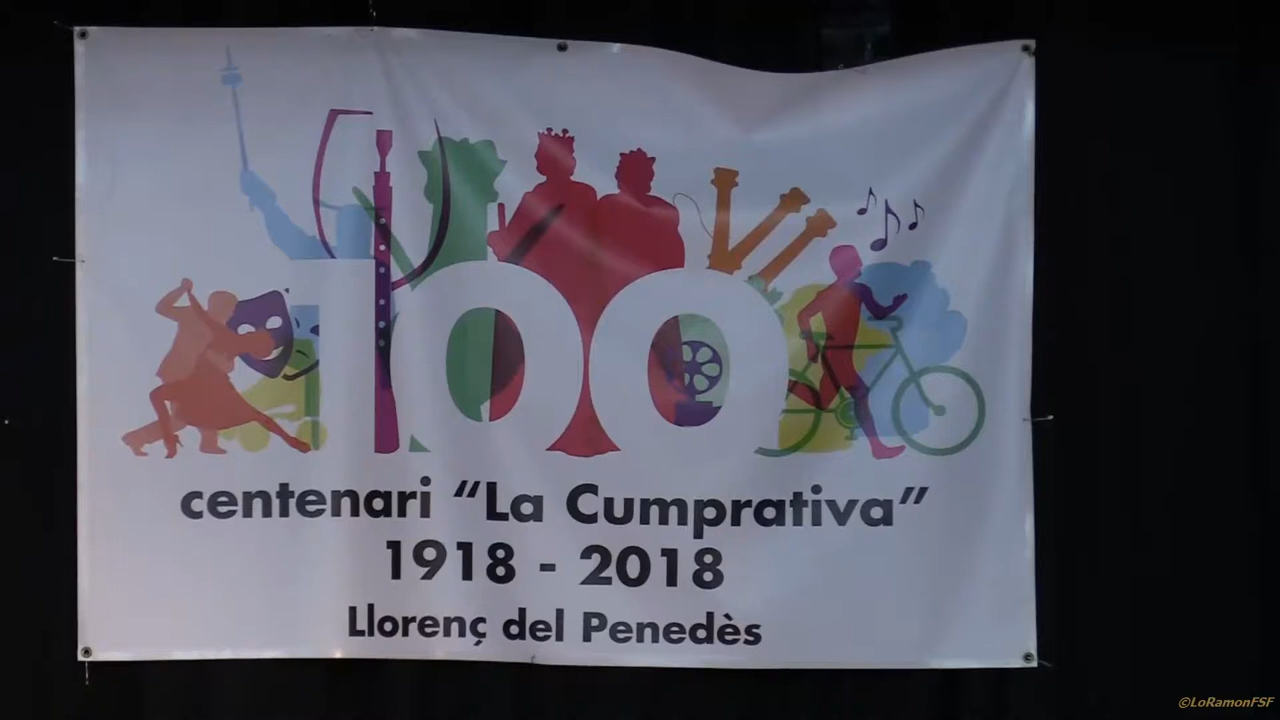 100
centenari “La Cumprativa”
1918 - 2018
Llorenç del Penedès
©LoRamonFSF